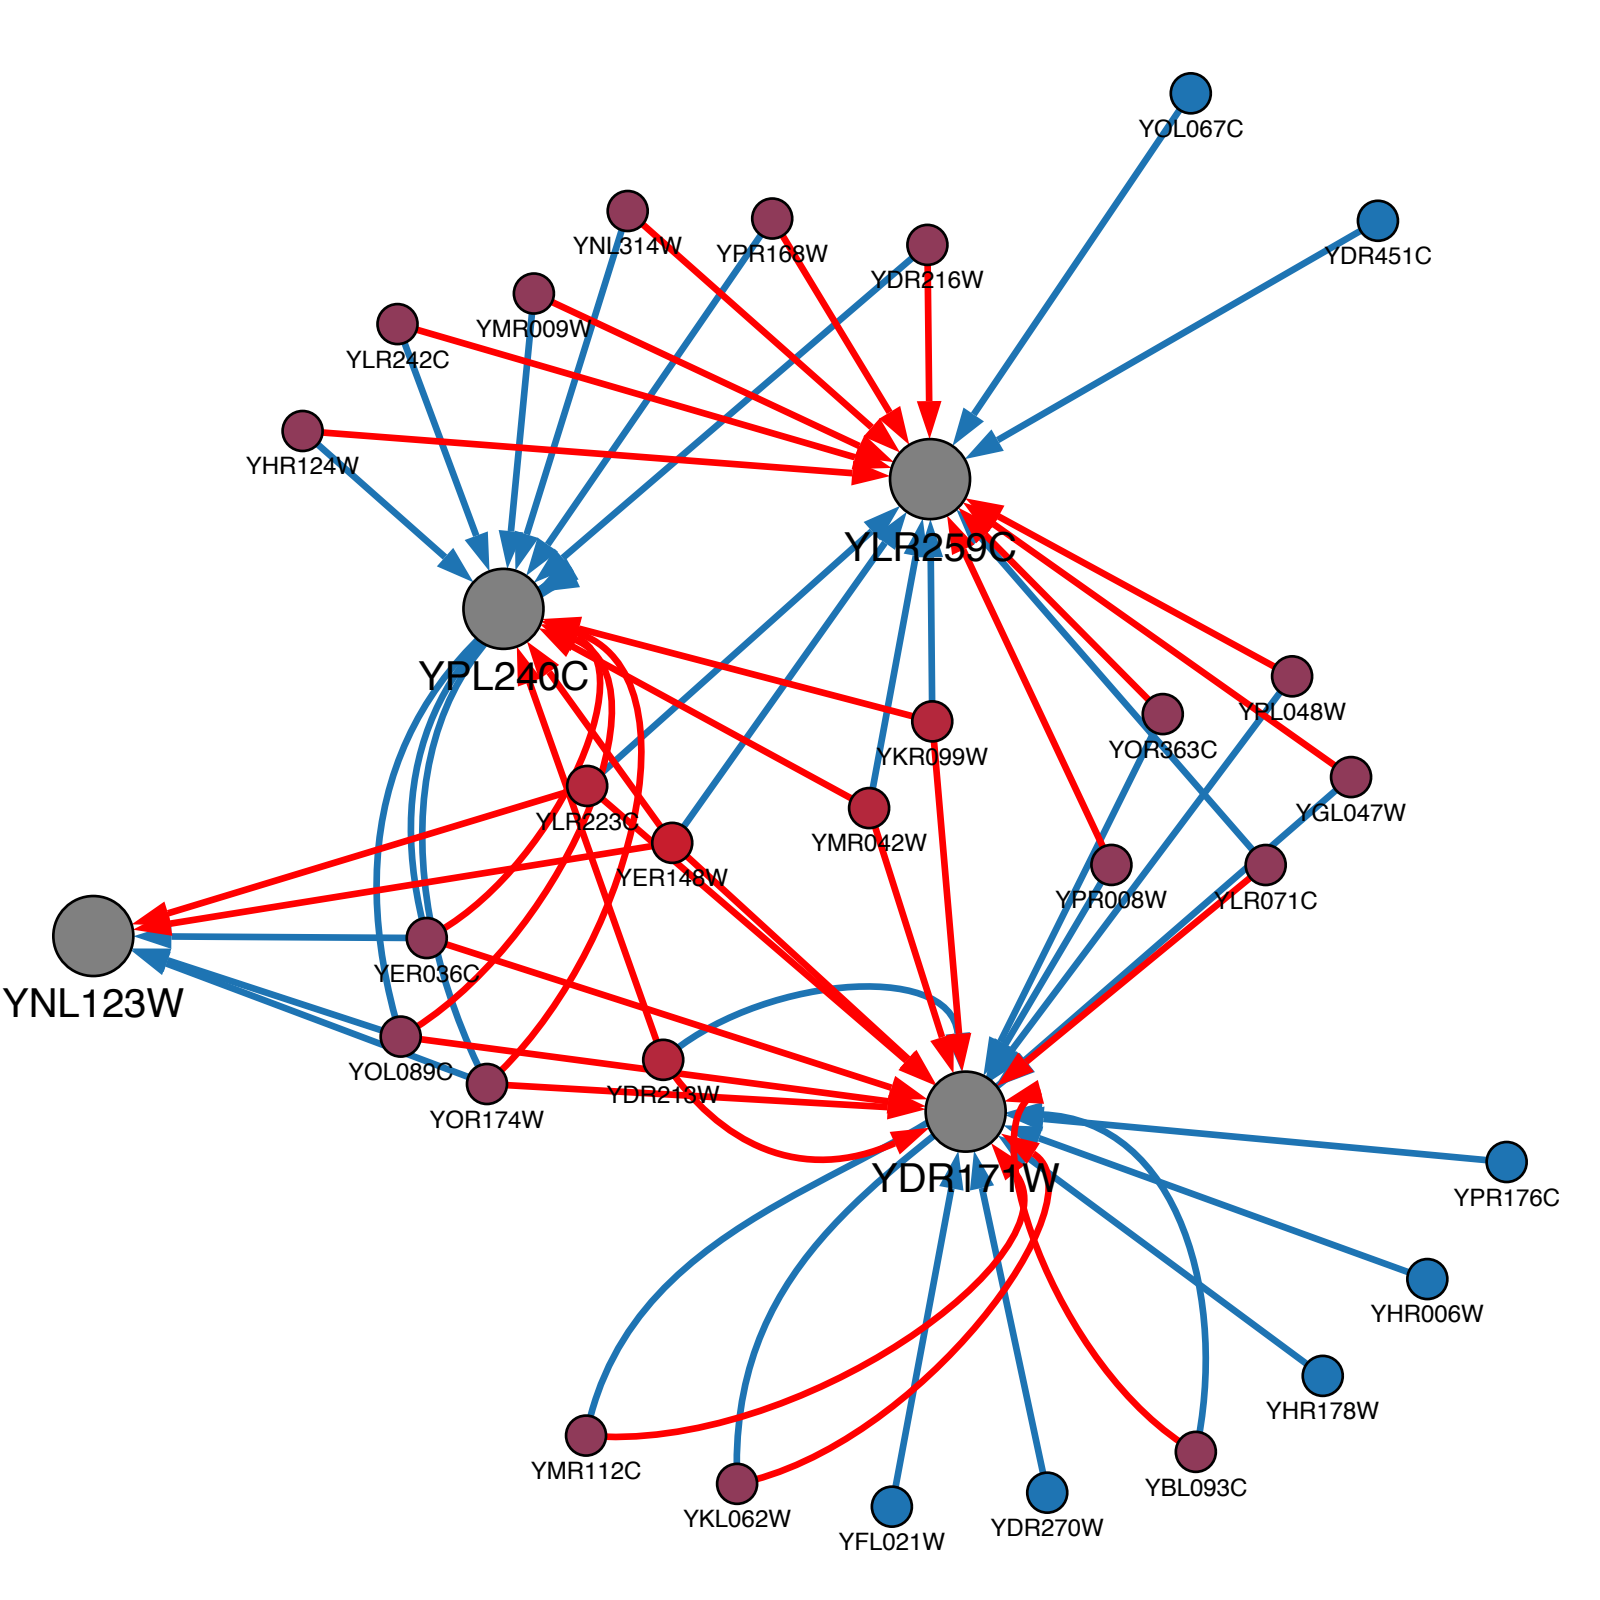 YOL067C
YNL314W
YPR168W
YDR216W
YDR451C
YMR009W
YLR242C
YHR124W
YLR259C
YPL240C
YPL048W
YOR363C
YKR099W
YGL047W
YLR223C
YMR042W
YER148W
YPR008W
YLR071C
YER036C
YNL123W
YOL089C
YDR213W
YOR174W
YDR171W
YPR176C
YHR006W
YHR178W
YMR112C
YBL093C
YKL062W
YDR270W
YFL021W